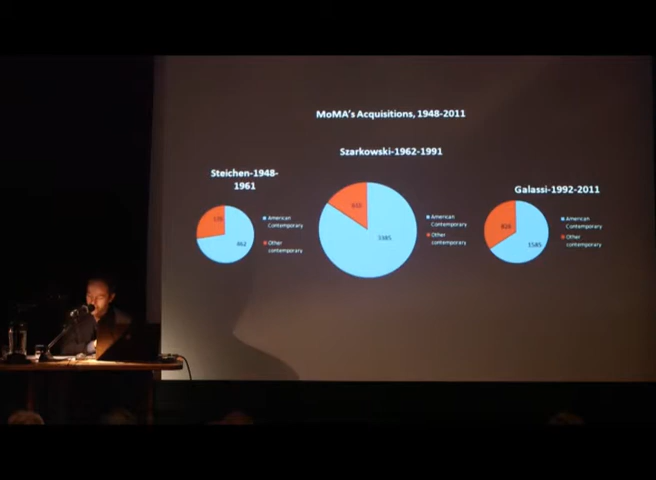 MoMA's Acquisitions, 1948-2011
Szarkowski-1962-1991
Steichen-1948-
1961
Galassi-1992-2011
American
Contemporary
Other
contemporary
462
American
Contemporary
Other
contemporary
American
Contemporary
Other
contemporary
1585